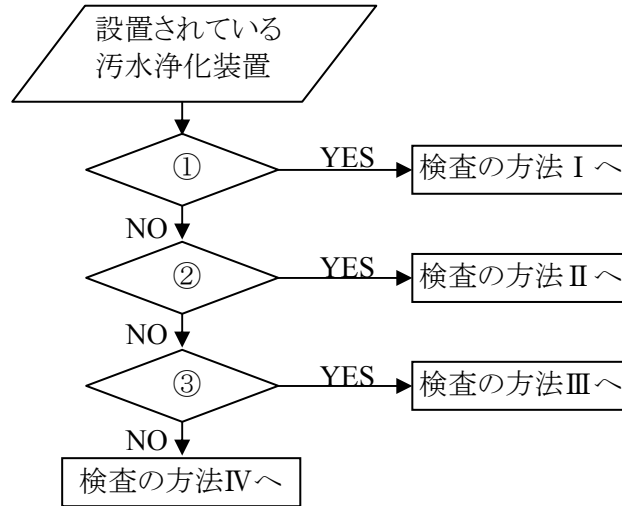 設置されている
汚水浄化装置
①
YES
検査の方法Ⅰへ
NO
②
YES
検査の方法Ⅱへ
NO
③
YES
検査の方法Ⅲへ
NO
検査の方法Ⅳへ